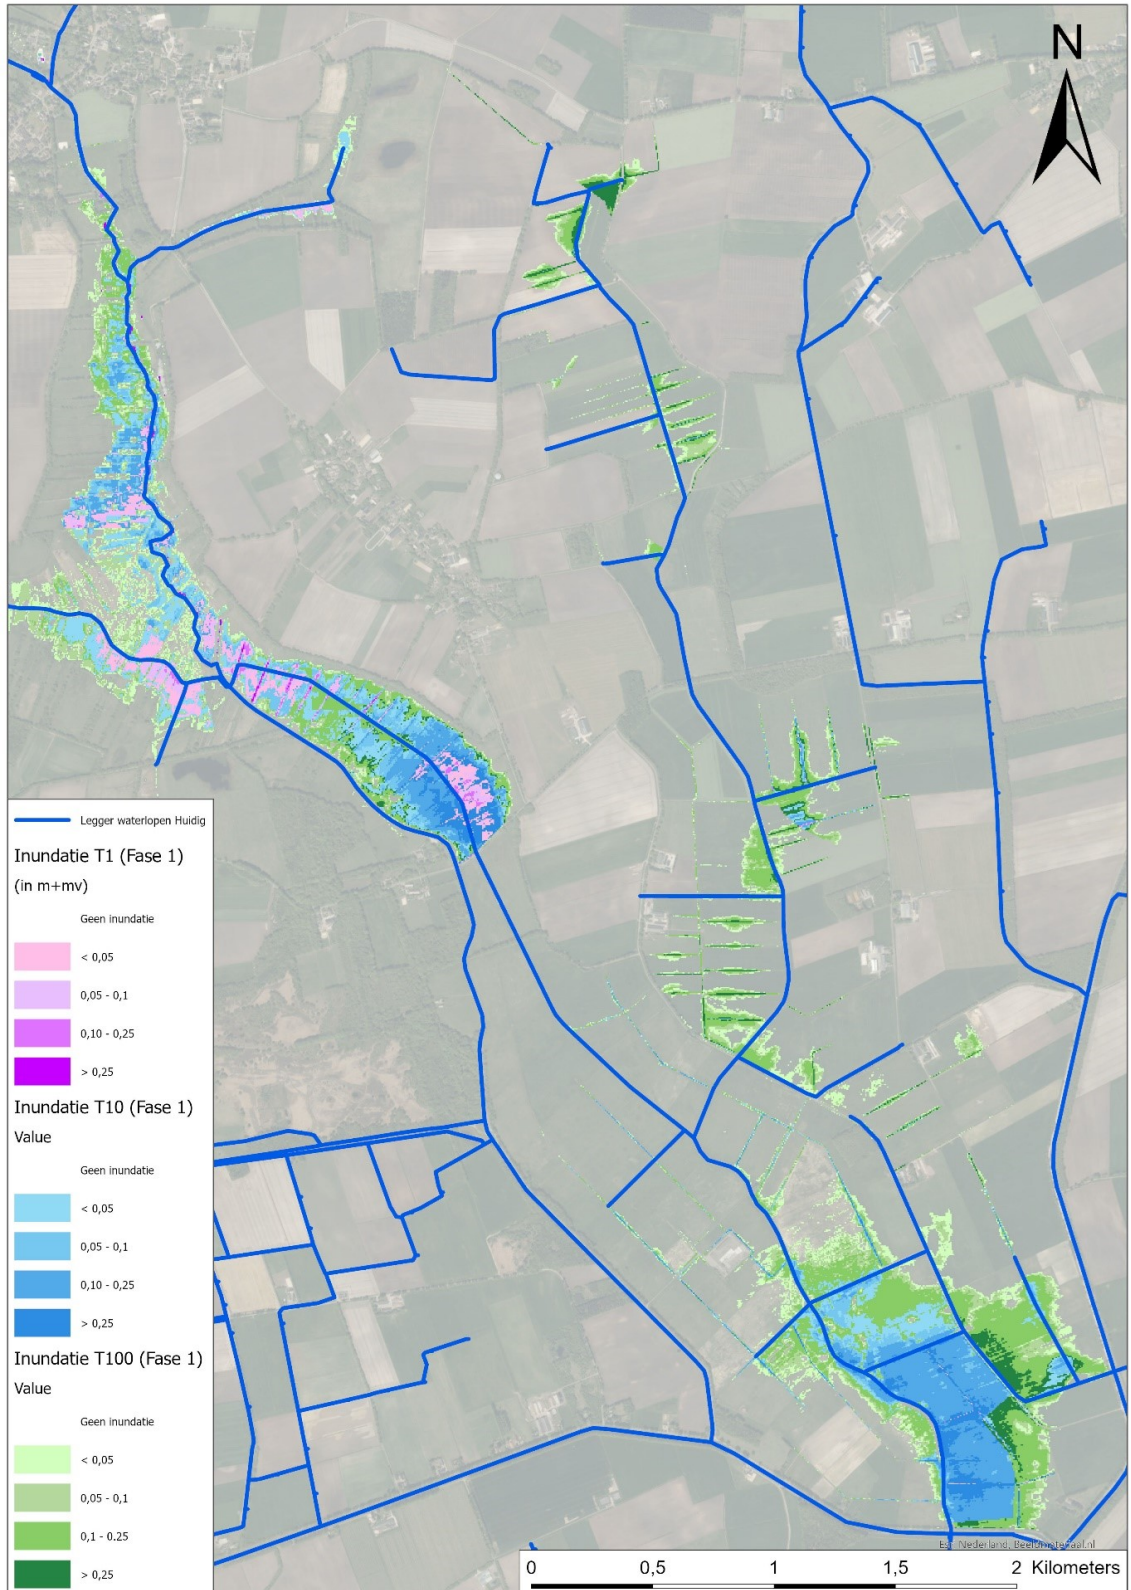 N
Legger waterlopen Huidig
Inundatie T1 (Fase 1)
(in m+mv)
Geen inundatie
< 0,05
0,05 - 0,1
0,10 - 0,25
> 0,25
Inundatie T10 (Fase 1)
Value
Geen inundatie
< 0,05
0,05 - 0,1
0,10 - 0,25
> 0,25
Inundatie T100 (Fase 1)
Value
Geen inundatie
< 0,05
0,05 - 0,1
0,1 - 0.25
> 0,25
Esri Nederland, Beeldmateriaal.nl
0 0,5 1 1,5 2 Kilometers